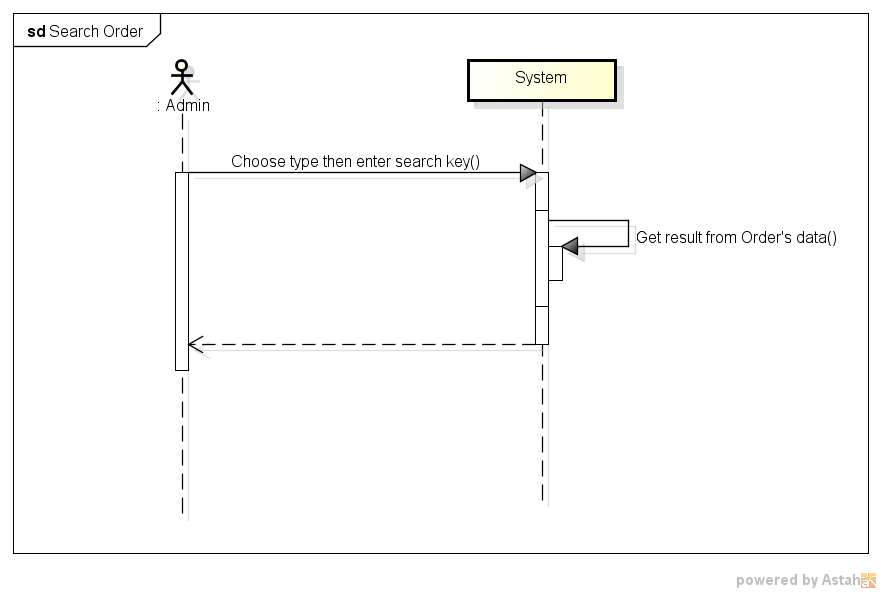 sd Search Order
: Admin
System
Choose type then enter search key()
Get result from Order's data()
powered by Astah